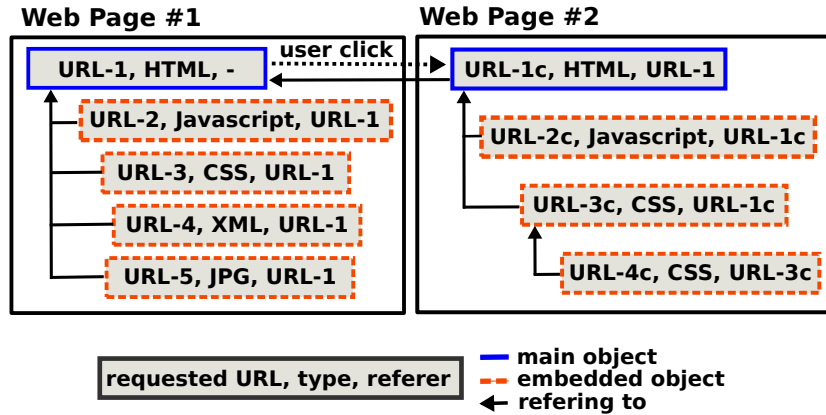 Web Page #1
Web Page #2
user click
URL-1, HTML, -
URL-2, Javascript, URL-1
URL-3, CSS, URL-1
URL-4, XML, URL-1
URL-5, JPG, URL-1
URL-1c, HTML, URL-1
URL-2c, Javascript, URL-1c
URL-3c, CSS, URL-1c
URL-4c, CSS, URL-3c
requested URL, type, referer
main object
embedded object
refering to